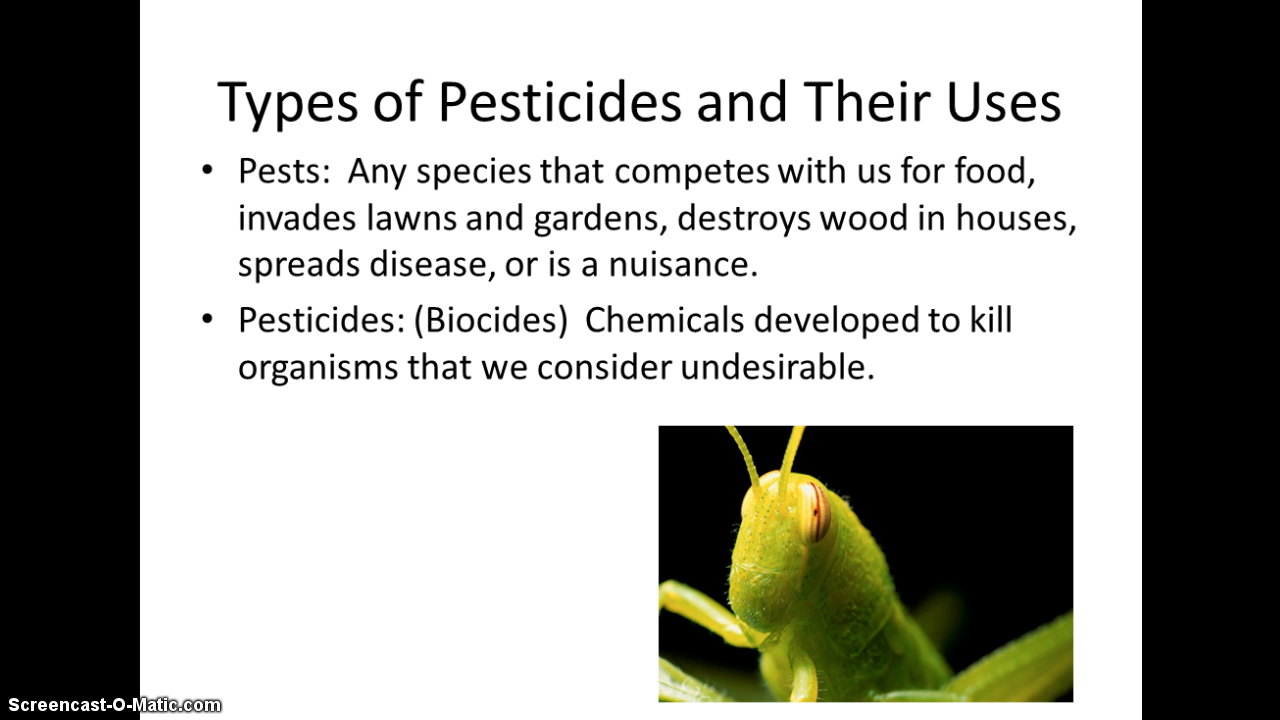 Types of Pesticides and Their Uses
• Pests:  Any species that competes with us for food,
invades lawns and gardens, destroys wood in houses,
spreads disease, or is a nuisance.
• Pesticides: (Biocides)  Chemicals developed to kill
organisms that we consider undesirable.
Screencast-O-Matic.com